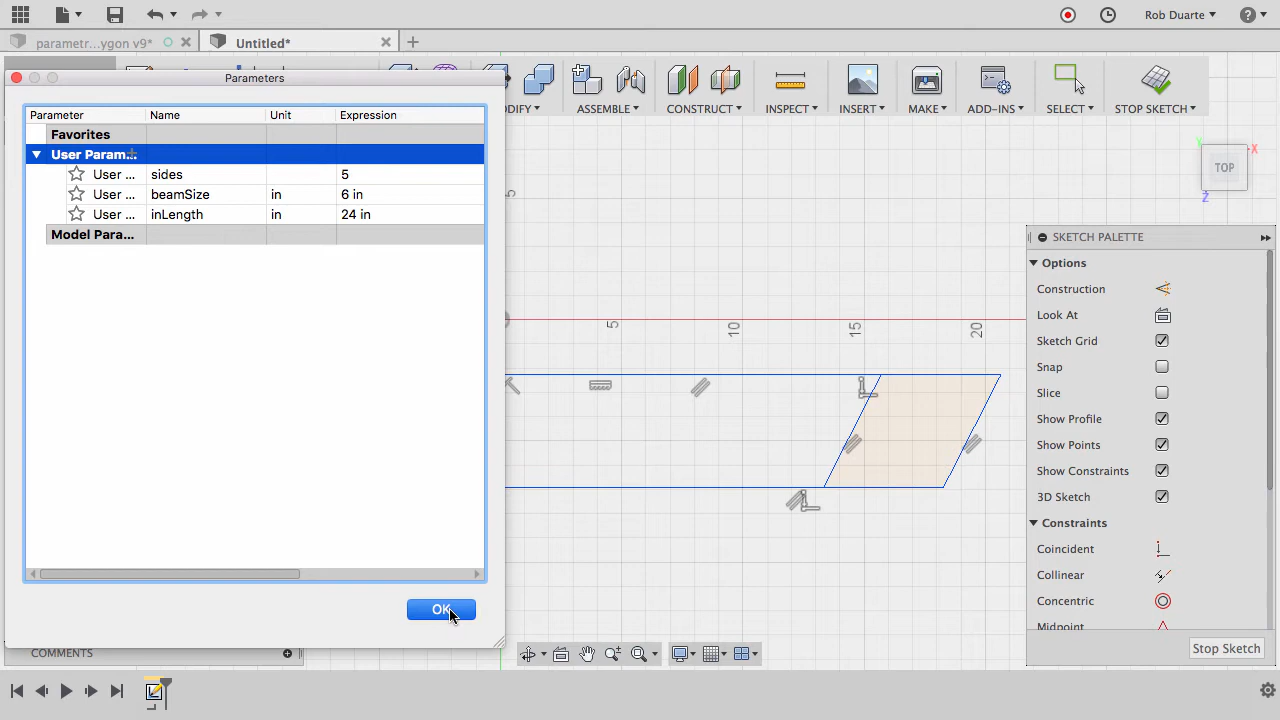 Rob Duarte
parametr...ygon v9*
Untitled*
Parameters
ODIFY ASSEMBLE CONSTRUCT INSPECT INSERT MAKE ADD-INS SELECT STOP SKETCH
Parameter Name Unit Expression
Favorites
User Param...
User ... sides 5
User ... beamSize in 6 in
User ... inLength in 24 in
Model Para...
OK
COMMENTS
5
5 10 15 20
Y X
TOP
Z
SKETCH PALETTE
Options
Construction
Look At
Sketch Grid
Snap
Slice
Show Profile
Show Points
Show Constraints
3D Sketch
Constraints
Coincident
Collinear
Concentric
Midpoint
Stop Sketch